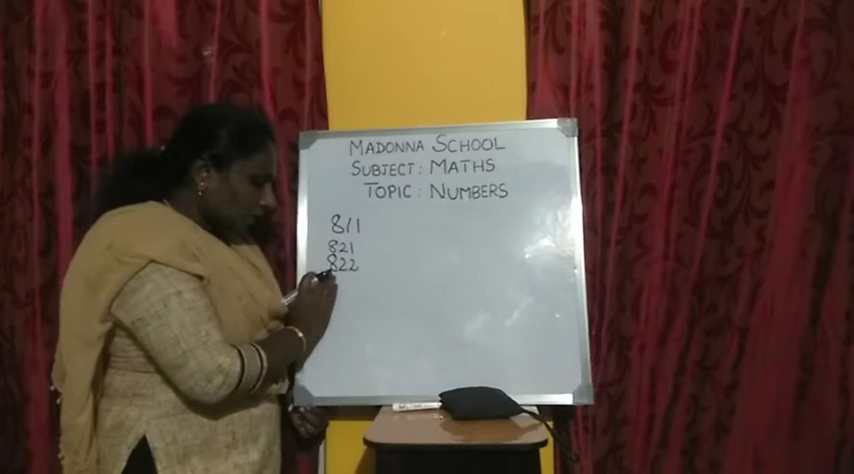 MADONNA SCHOOL
SUBJECT : MATHS
TOPIC : NUMBERS
811
821
822